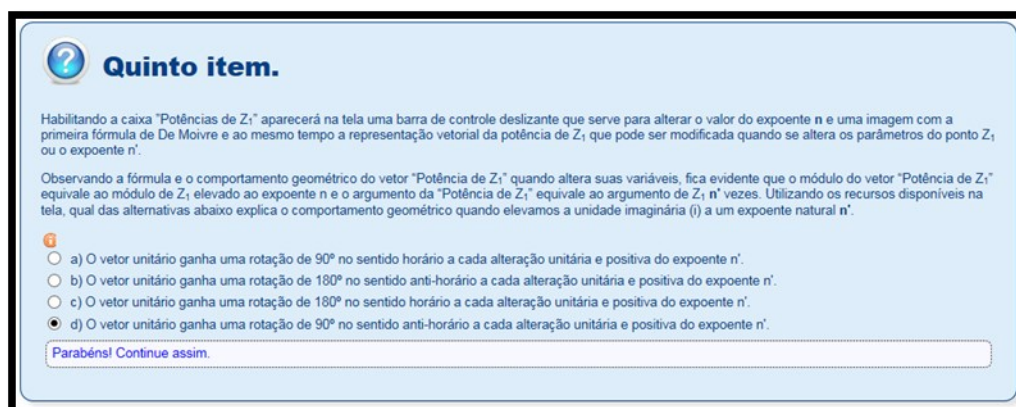 Quinto item.
Habilitando a caixa "Potências de Z₁" aparecerá na tela uma barra de controle deslizante que serve para alterar o valor do expoente n e uma imagem com a
primeira fórmula de De Moivre e ao mesmo tempo a representação vetorial da potência de Z₁ que pode ser modificada quando se altera os parâmetros do ponto Z₁
ou o expoente n'.
Observando a fórmula e o comportamento geométrico do vetor "Potência de Z₁" quando altera suas variáveis, fica evidente que o módulo do vetor "Potência de Z₁"
equivale ao módulo de Z₁ elevado ao expoente n e o argumento da "Potência de Z₁" equivale ao argumento de Z₁ n' vezes. Utilizando os recursos disponíveis na
tela, qual das alternativas abaixo explica o comportamento geométrico quando elevamos a unidade imaginária (i) a um expoente natural n'.
a) O vetor unitário ganha uma rotação de 90º no sentido horário a cada alteração unitária e positiva do expoente n'.
b) O vetor unitário ganha uma rotação de 180º no sentido anti-horário a cada alteração unitária e positiva do expoente n'.
c) O vetor unitário ganha uma rotação de 180º no sentido horário a cada alteração unitária e positiva do expoente n'.
d) O vetor unitário ganha uma rotação de 90º no sentido anti-horário a cada alteração unitária e positiva do expoente n'.
Parabéns! Continue assim.